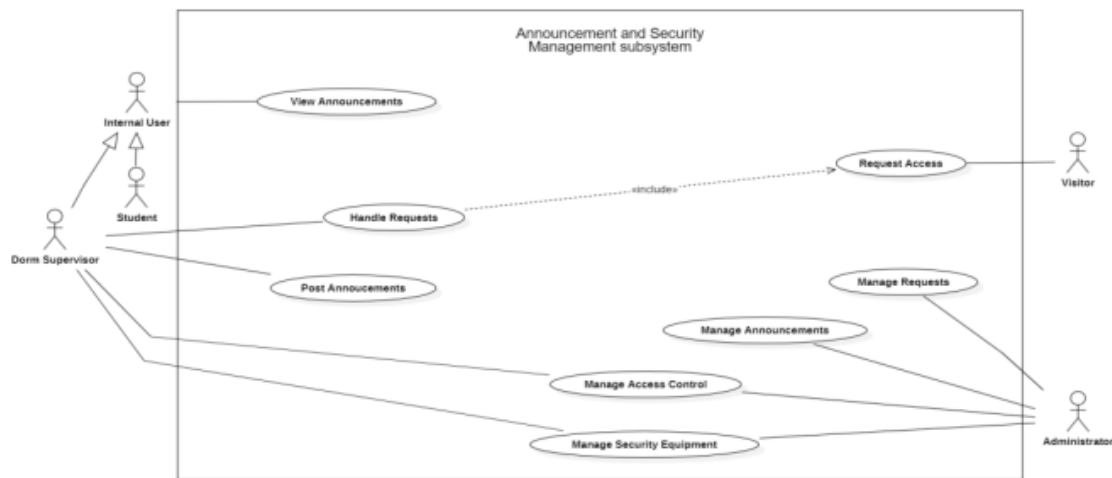 Announcement and Security
Management subsystem
View Announcements
Internal User
Request Access
Visitor
«include»
Student
Handle Requests
Dorm Supervisor
Manage Requests
Post Annoucements
Manage Announcements
Manage Access Control
Administrator
Manage Security Equipment